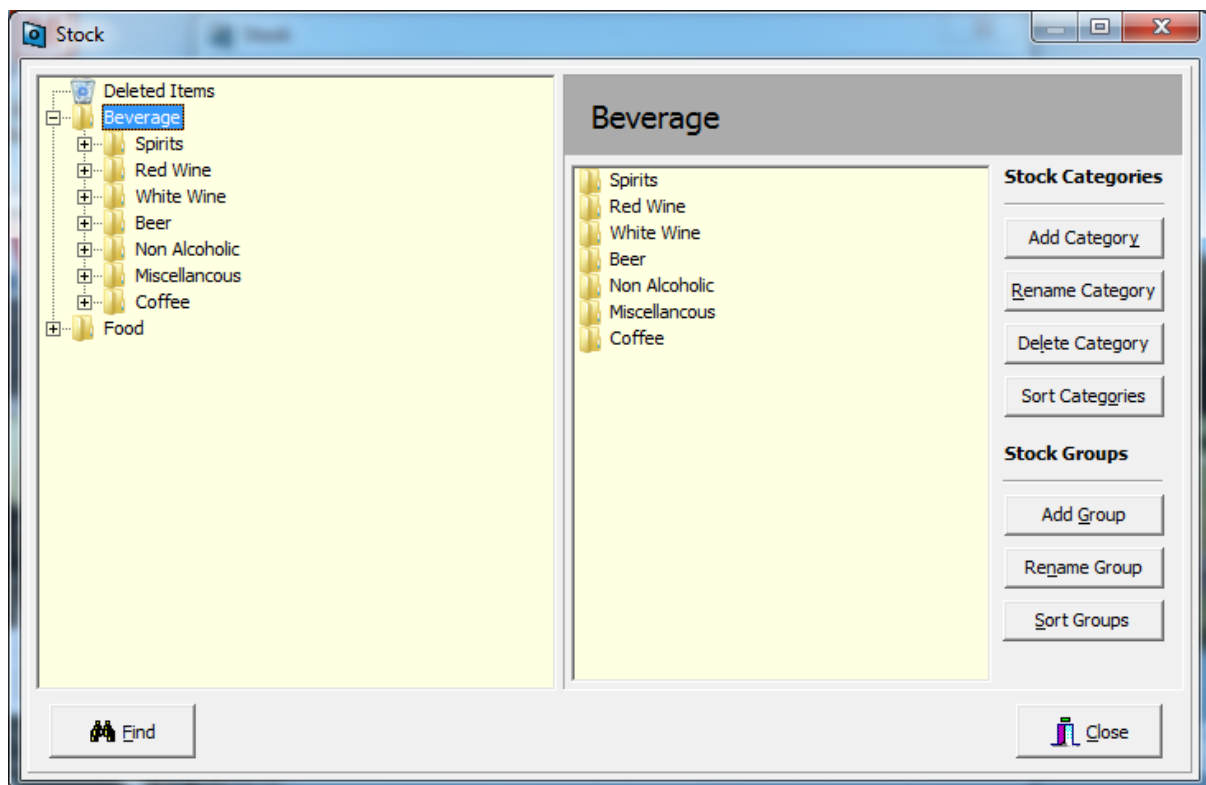 Stock
Deleted Items
Beverage
Spirits
Red Wine
White Wine
Beer
Non Alcoholic
Miscellancous
Coffee
Food
Beverage
Spirits
Red Wine
White Wine
Beer
Non Alcoholic
Miscellancous
Coffee
Stock Categories
Add Category
Rename Category
Delete Category
Sort Categories
Stock Groups
Add Group
Rename Group
Sort Groups
Find
Close